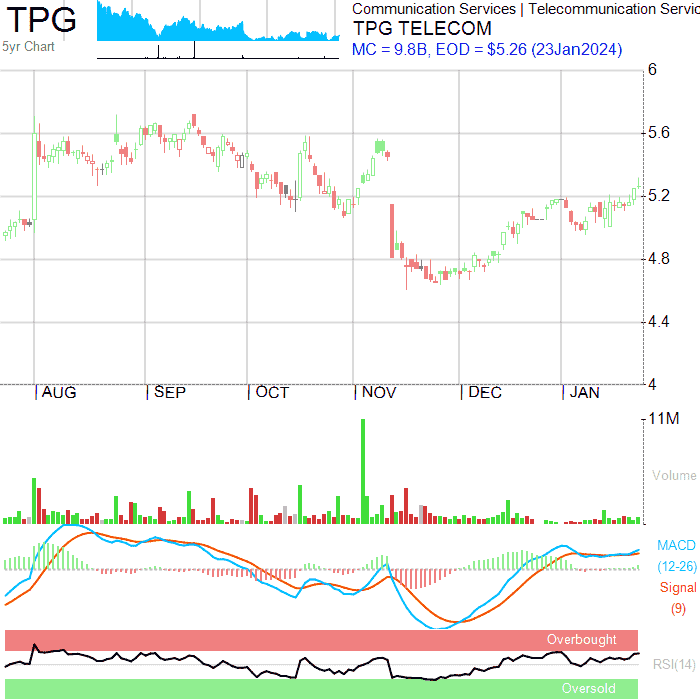 TPG
5yr Chart
Communication Services | Telecommunication Servic
TPG TELECOM
MC = 9.8B, EOD = $5.26 (23Jan2024)
6
5.6
5.2
4.8
4.4
4
AUG
SEP
OCT
NOV
DEC
JAN
11M
Volume
MACD
(12-26)
Signal
(9)
Overbought
RSI(14)
Oversold